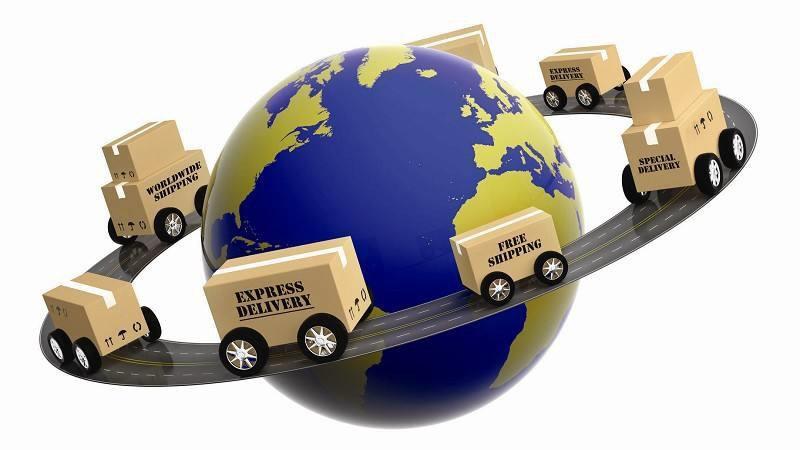 EXPRESS
DELIVERY
WORLDWIDE
SHIPPING
SPECIAL
DELIVERY
FREE
SHIPPING
EXPRESS
DELIVERY